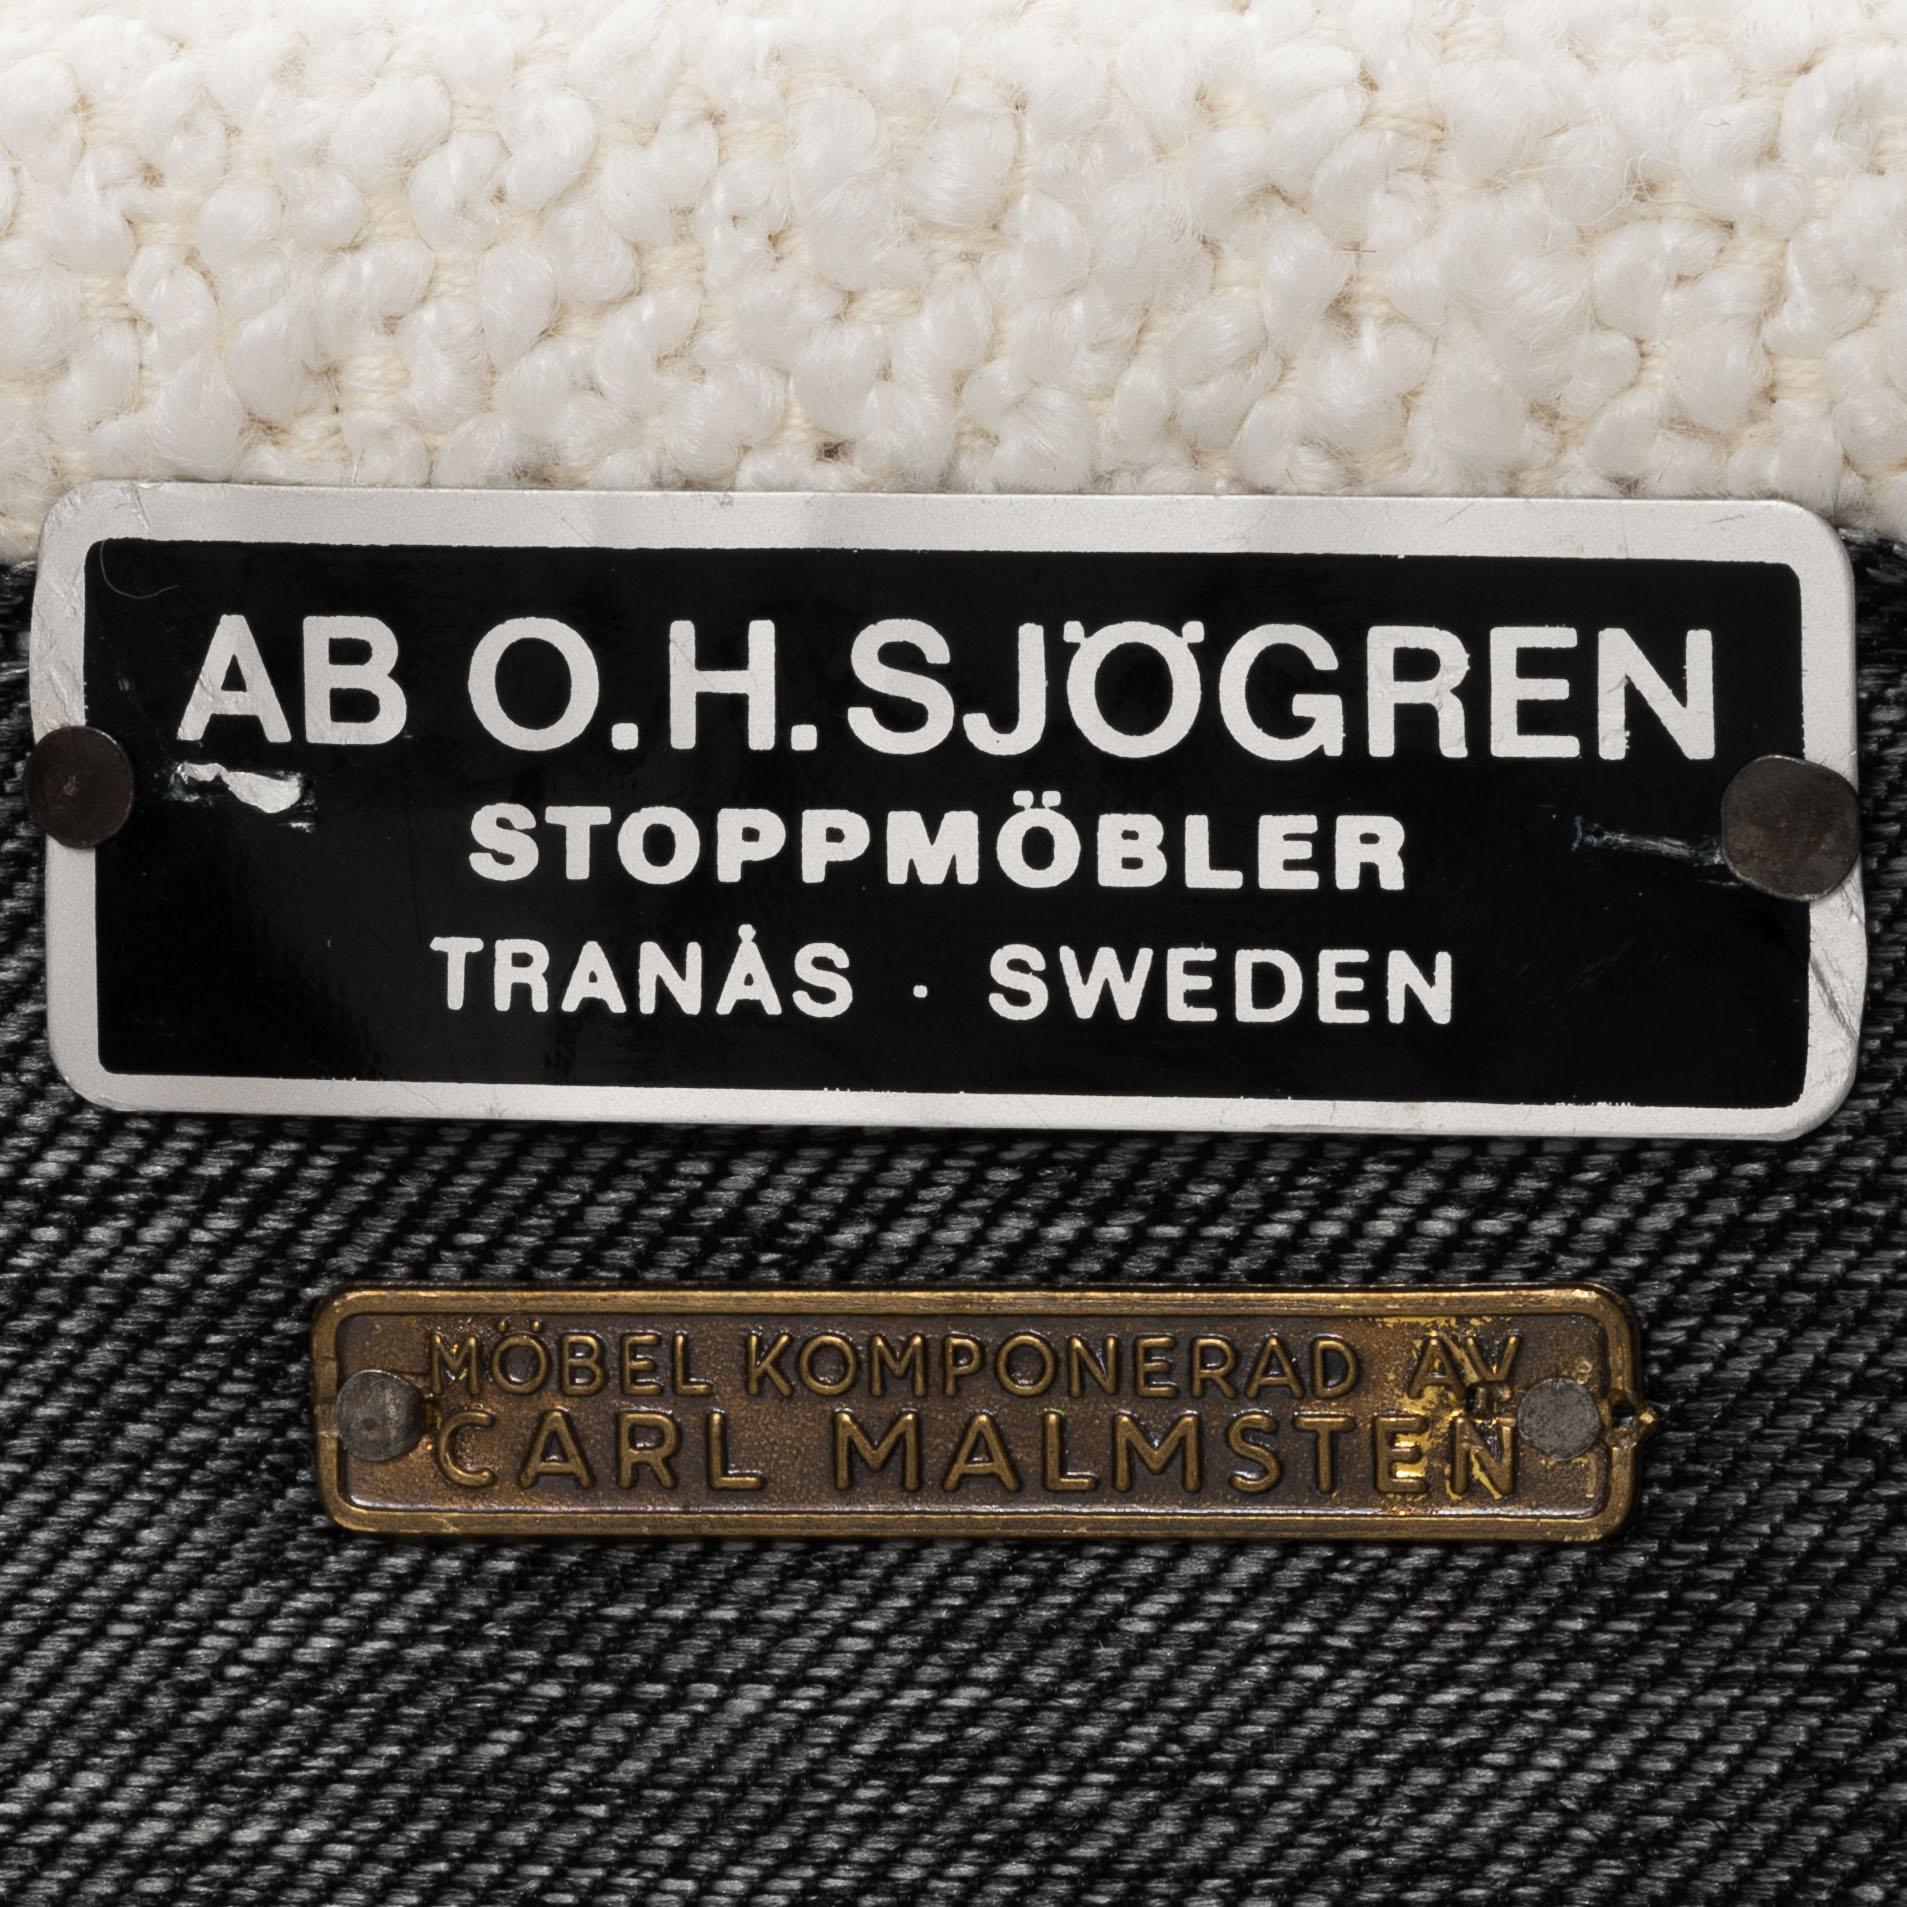 AB O.H. SJÖGREN
STOPPMÖBLER
TRANÅS · SWEDEN
MÖBEL KOMPONERAD AV
CARL MALMSTEN